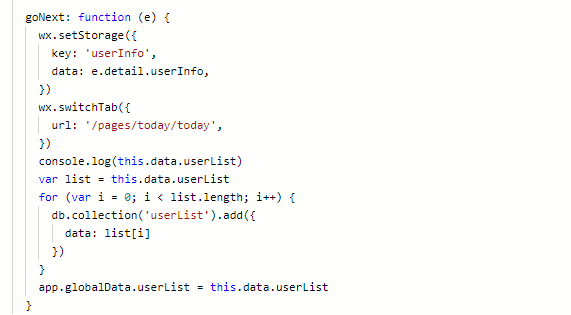 goNext: function (e) {
wx.setStorage({
key: 'userInfo',
data: e.detail.userInfo,
})
wx.switchTab({
url: '/pages/today/today',
})
console.log(this.data.userList)
var list = this.data.userList
for (var i = 0; i < list.length; i++) {
db.collection('userList').add({
data: list[i]
})
}
app.globalData.userList = this.data.userList
}